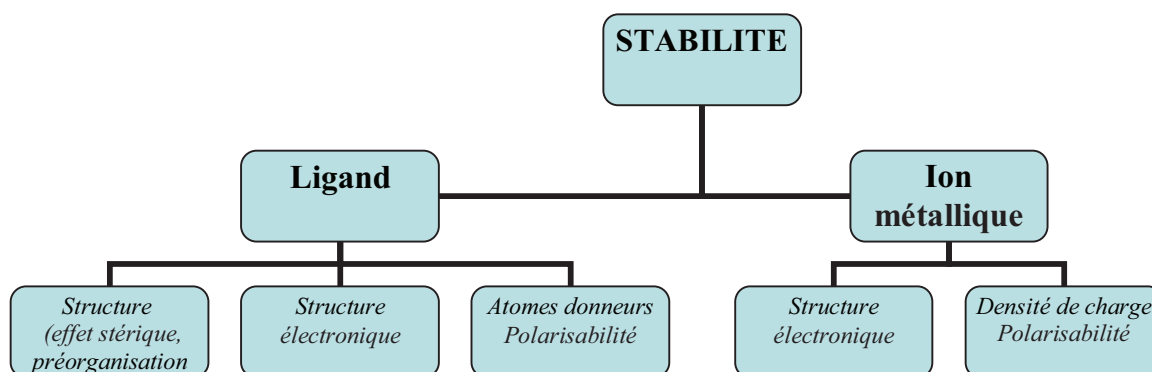 STABILITE
Ligand
Ion
métallique
Structure
(effet stérique,
préorganisation
Structure
électronique
Atomes donneurs
Polarisabilité
Structure
électronique
Densité de charge
Polarisabilité